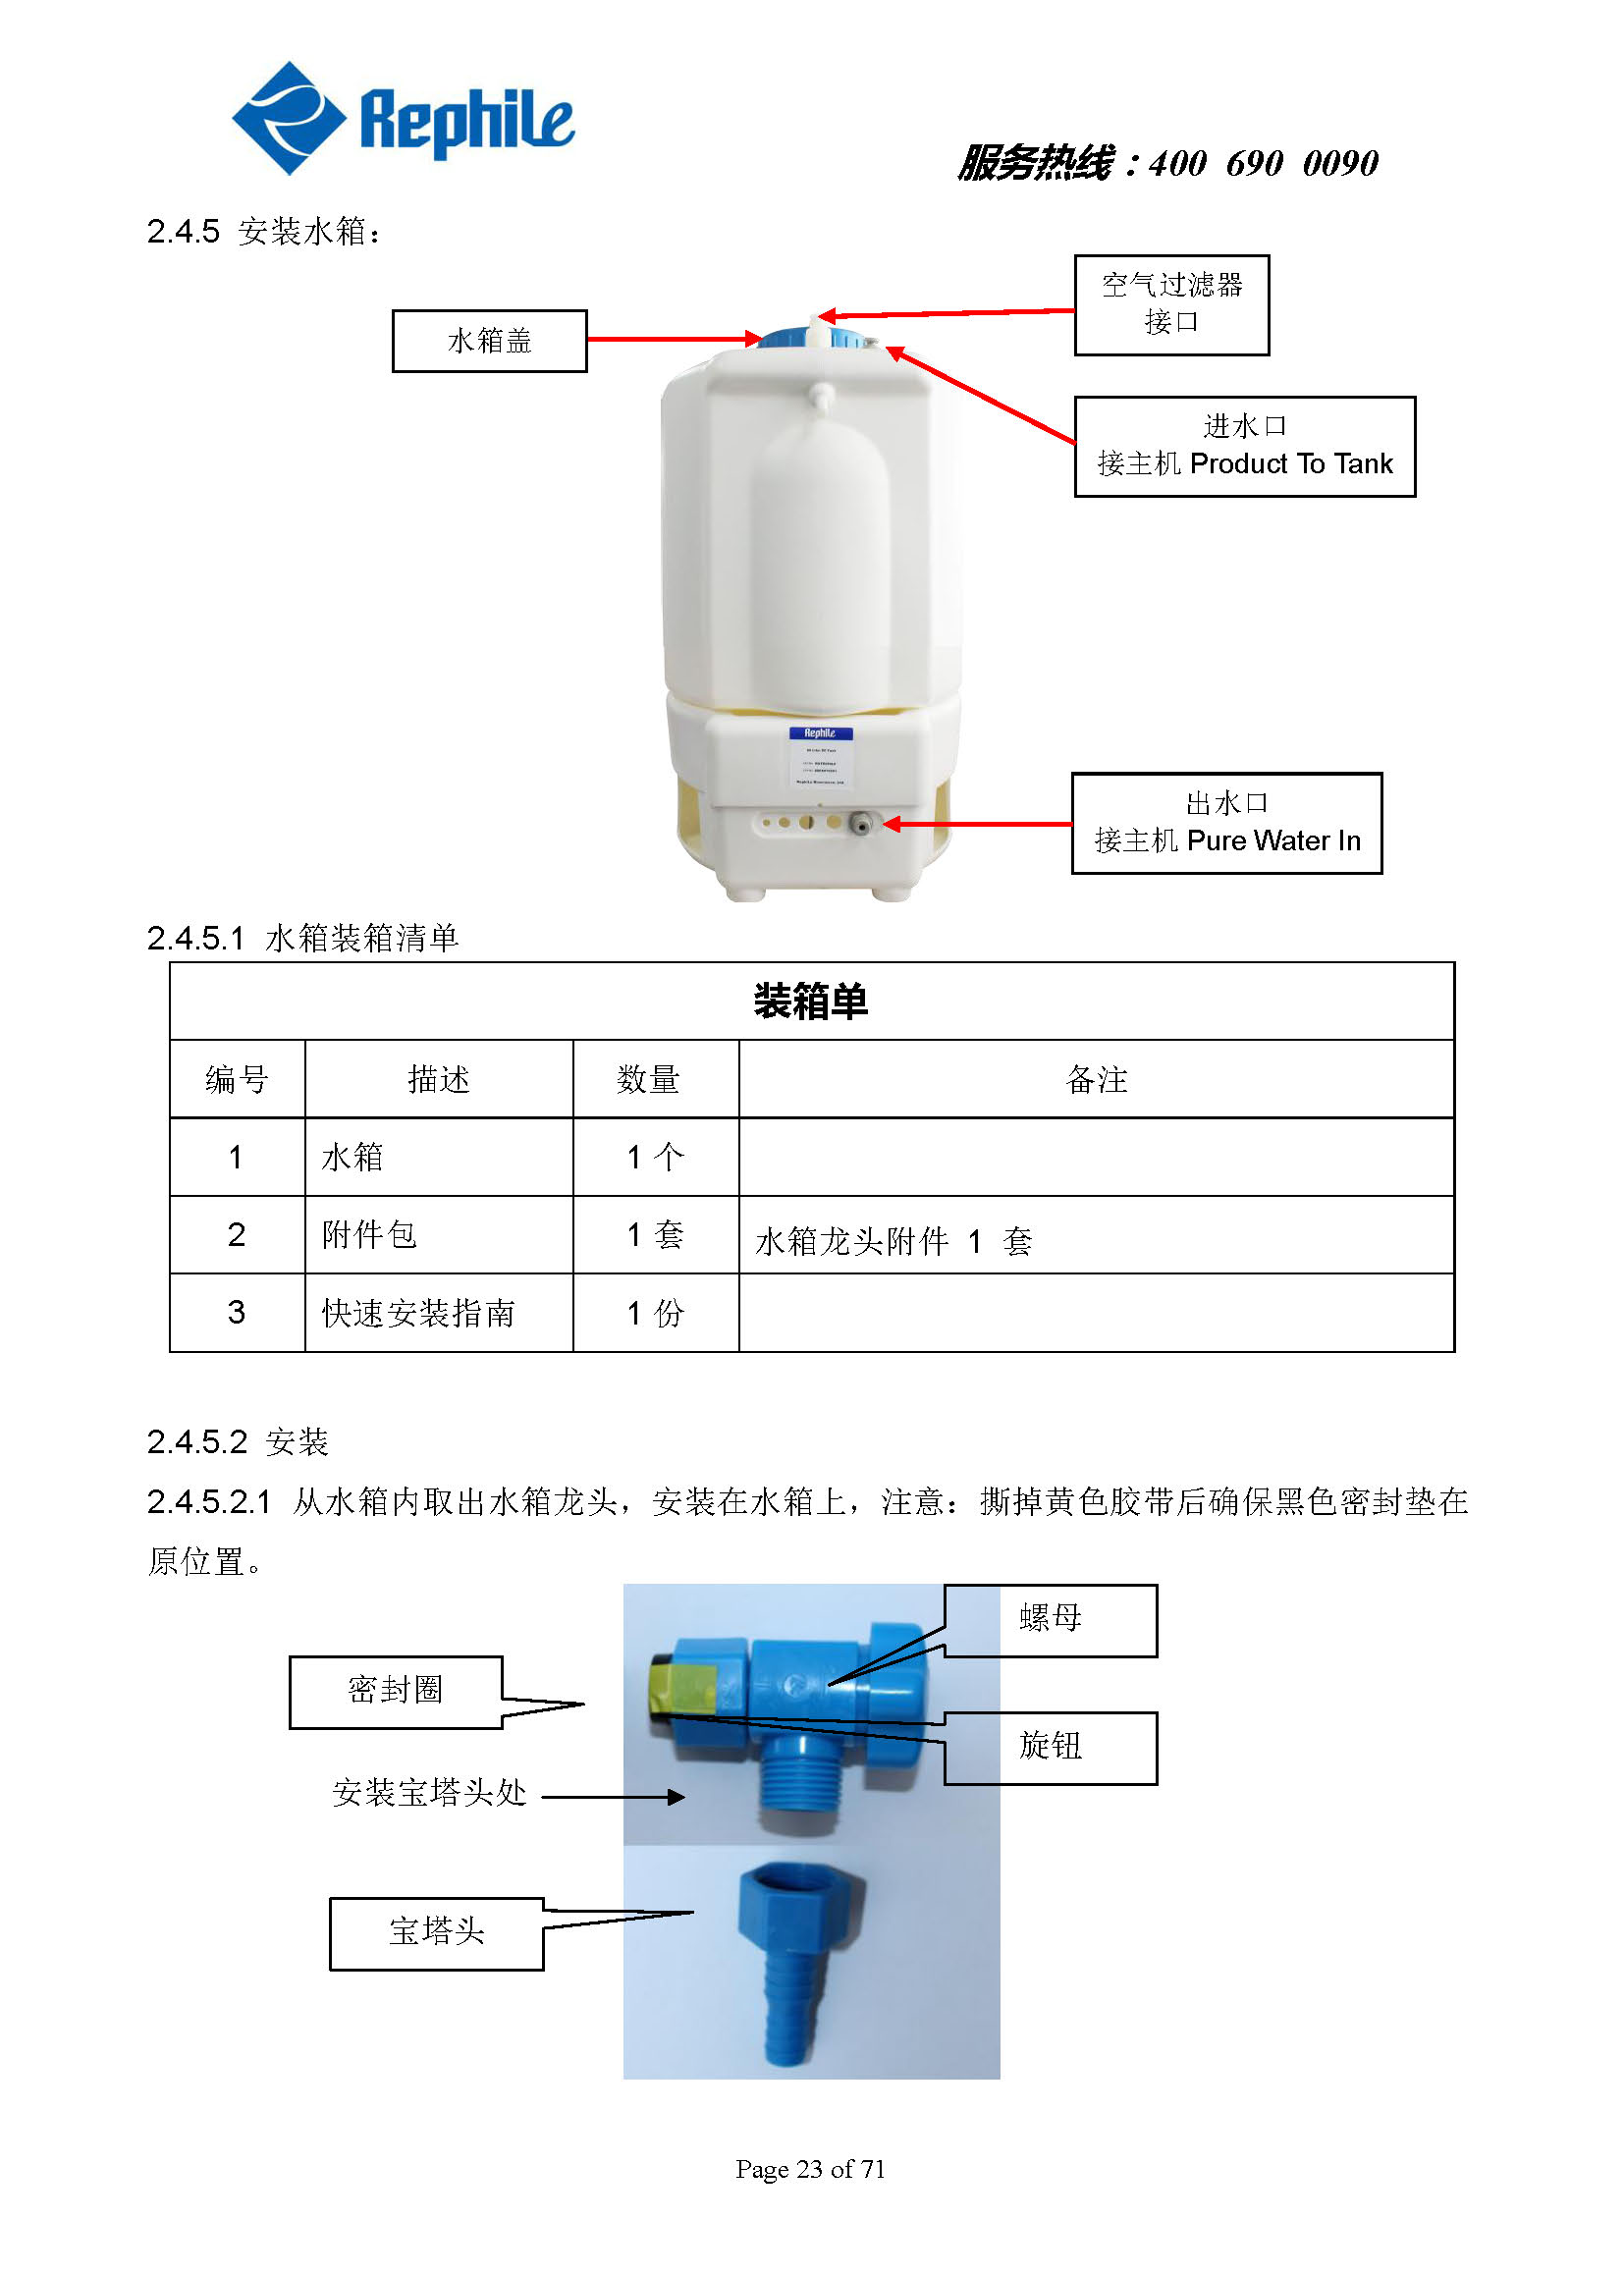 Rephile
服务热线：400 690 0090
2.4.5 安装水箱：
空气过滤器
接口
水箱盖
进水口
接主机 Product To Tank
Rephile
出水口
接主机 Pure Water In
2.4.5.1 水箱装箱清单
装箱单
编号 描述 数量 备注
1 水箱 1 个
2 附件包 1 套 水箱龙头附件 1 套
3 快速安装指南 1 份
2.4.5.2 安装
2.4.5.2.1 从水箱内取出水箱龙头，安装在水箱上，注意：撕掉黄色胶带后确保黑色密封垫在
原位置。
螺母
密封圈
旋钮
安装宝塔头处
宝塔头
Page 23 of 71